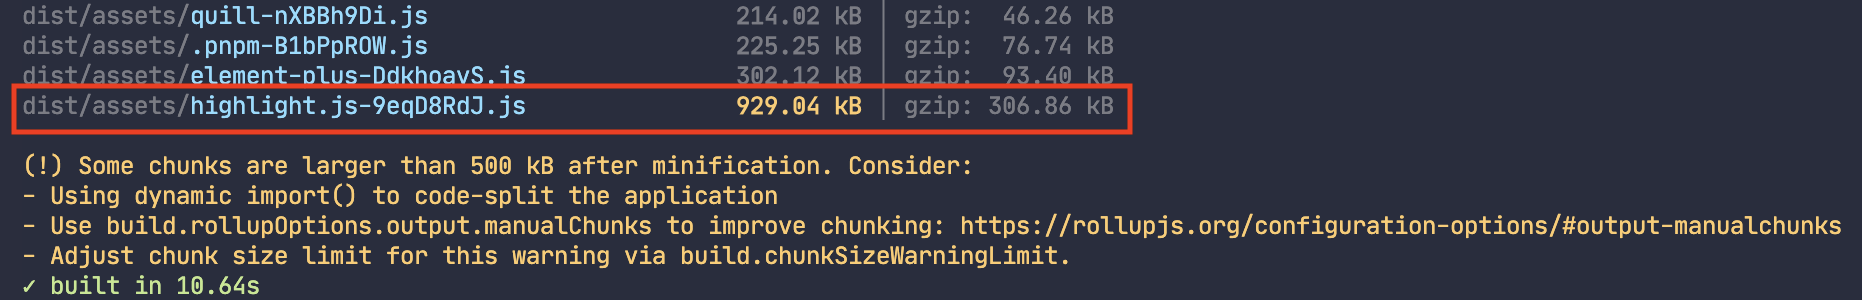 dist/assets/quill-nXBBh9Di.js 214.02 kB │ gzip: 46.26 kB
dist/assets/.pnpm-B1bPpROW.js 225.25 kB │ gzip: 76.74 kB
dist/assets/element-plus-DdkhoavS.js 302.12 kB │ gzip: 93.40 kB
dist/assets/highlight.js-9eqD8RdJ.js 929.04 kB │ gzip: 306.86 kB
(!) Some chunks are larger than 500 kB after minification. Consider:
- Using dynamic import() to code-split the application
- Use build.rollupOptions.output.manualChunks to improve chunking: https://rollupjs.org/configuration-options/#output-manualchunks
- Adjust chunk size limit for this warning via build.chunkSizeWarningLimit.
✓ built in 10.64s